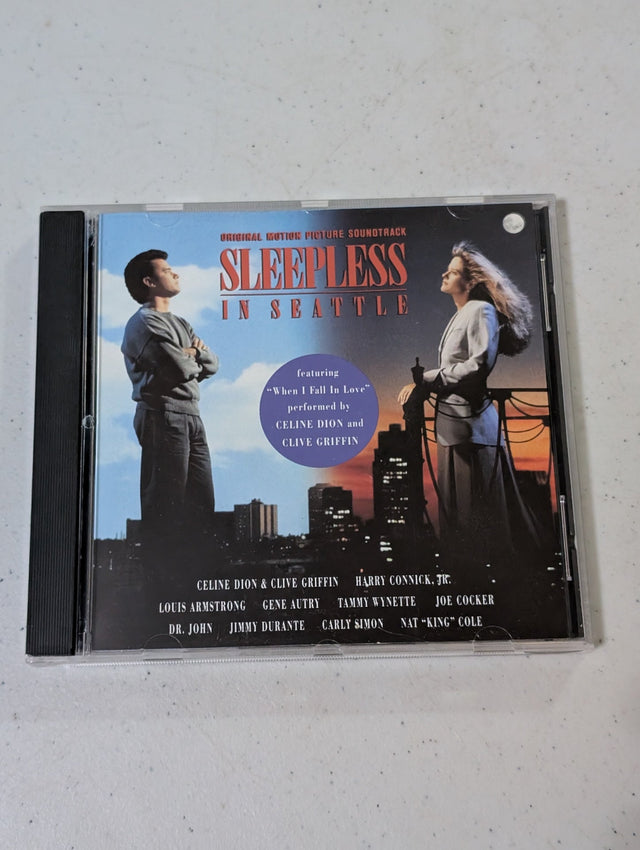 ORIGINAL MOTION PICTURE SOUNDTRACK
SLEEPLESS
IN SEATTLE
featuring
"When I Fall In Love"
performed by
CELINE DION and
CLIVE GRIFFIN
CELINE DION & CLIVE GRIFFIN HARRY CONNICK, JR.
LOUIS ARMSTRONG GENE AUTRY TAMMY WYNETTE JOE COCKER
DR. JOHN JIMMY DURANTE CARLY SIMON NAT "KING" COLE